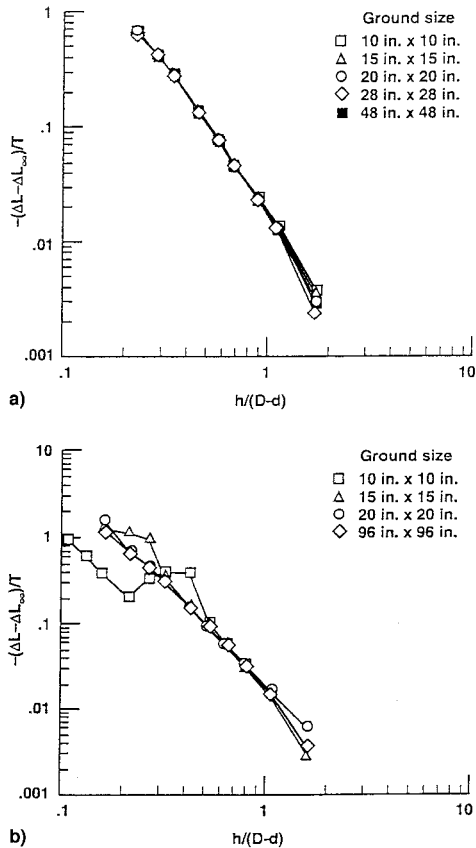 Ground size
10 in. x 10 in.
15 in. x 15 in.
20 in. x 20 in.
28 in. x 28 in.
48 in. x 48 in.
1
.1
.01
.001
−(ΔL−ΔL∞)/T
.1
1
10
h/(D-d)
a)
Ground size
10 in. x 10 in.
15 in. x 15 in.
20 in. x 20 in.
96 in. x 96 in.
10
1
.1
.01
.001
−(ΔL−ΔL∞)/T
.1
1
10
h/(D-d)
b)